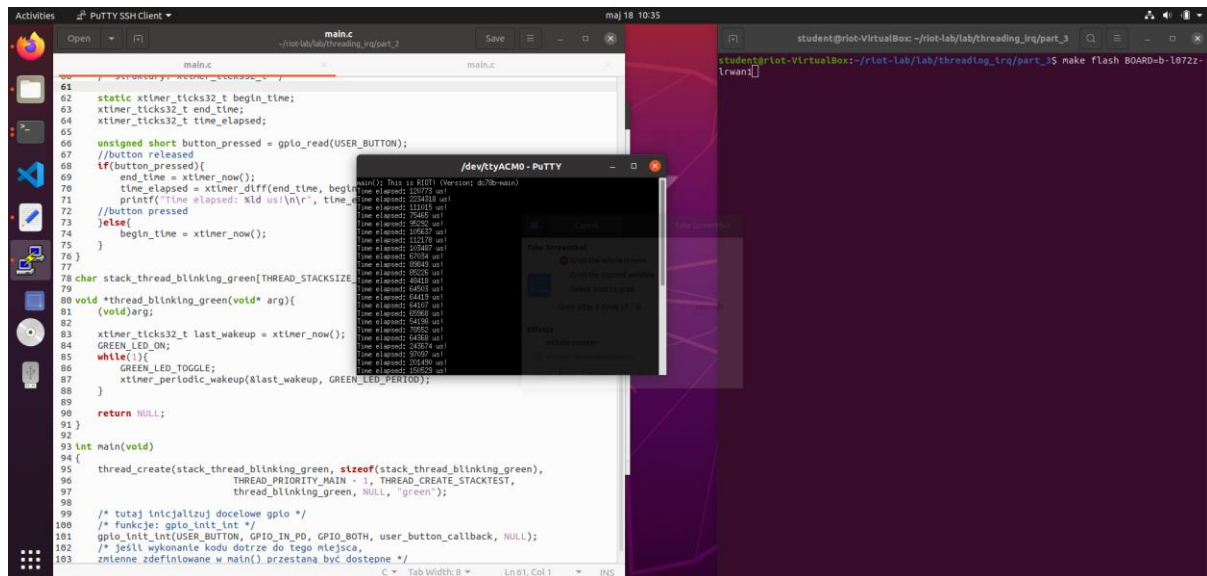 Activities PuTTY SSH Client maj 18 10:35
Open main.c Save
~/riot-lab/lab/threading_irq/part_2
main.c main.c
61
62 static xtimer_ticks32_t begin_time;
63 xtimer_ticks32_t end_time;
64 xtimer_ticks32_t time_elapsed;
65
66 unsigned short button_pressed = gpio_read(USER_BUTTON);
67 //button released
68 if(button_pressed){
69 end_time = xtimer_now();
70 time_elapsed = xtimer_diff(end_time, begin
71 printf("Time elapsed: %ld us!\n\r", time_e
72 //button pressed
73 }else{
74 begin_time = xtimer_now();
75 }
76 }
77
78 char stack_thread_blinking_green[THREAD_STACKSIZE_
79
80 void *thread_blinking_green(void* arg){
81 (void)arg;
82
83 xtimer_ticks32_t last_wakeup = xtimer_now();
84 GREEN_LED_ON;
85 while(1){
86 GREEN_LED_TOGGLE;
87 xtimer_periodic_wakeup(&last_wakeup, GREEN_LED_PERIOD);
88 }
89
90 return NULL;
91 }
92
93 int main(void)
94 {
95 thread_create(stack_thread_blinking_green, sizeof(stack_thread_blinking_green),
96 THREAD_PRIORITY_MAIN - 1, THREAD_CREATE_STACKTEST,
97 thread_blinking_green, NULL, "green");
98
99 /* tutaj inicjalizuj docelowe gpio */
100 /* funkcje: gpio_init_int */
101 gpio_init_int(USER_BUTTON, GPIO_IN_PD, GPIO_BOTH, user_button_callback, NULL);
102 /* jeśli wykonanie kodu dotrze do tego miejsca,
103 zmienne zdefiniowane w main() przestaną być dostępne */
C Tab Width: 8 Ln 61, Col 1 INS
/dev/ttyACM0 - PuTTY
main(): This is RIOT! (Version: dc78b-main)
Time elapsed: 120773 us!
Time elapsed: 2234318 us!
Time elapsed: 111015 us!
Time elapsed: 75465 us!
Time elapsed: 95292 us!
Time elapsed: 105637 us!
Time elapsed: 112178 us!
Time elapsed: 103487 us!
Time elapsed: 67034 us!
Time elapsed: 89849 us!
Time elapsed: 85226 us!
Time elapsed: 48418 us!
Time elapsed: 64503 us!
Time elapsed: 64419 us!
Time elapsed: 64107 us!
Time elapsed: 65968 us!
Time elapsed: 54198 us!
Time elapsed: 78552 us!
Time elapsed: 64368 us!
Time elapsed: 243674 us!
Time elapsed: 97097 us!
Time elapsed: 201490 us!
Time elapsed: 150529 us!
student@riot-VirtualBox: ~/riot-lab/lab/threading_irq/part_3
student@riot-VirtualBox:~/riot-lab/lab/threading_irq/part_3$ make flash BOARD=b-l072z-
lrwan1